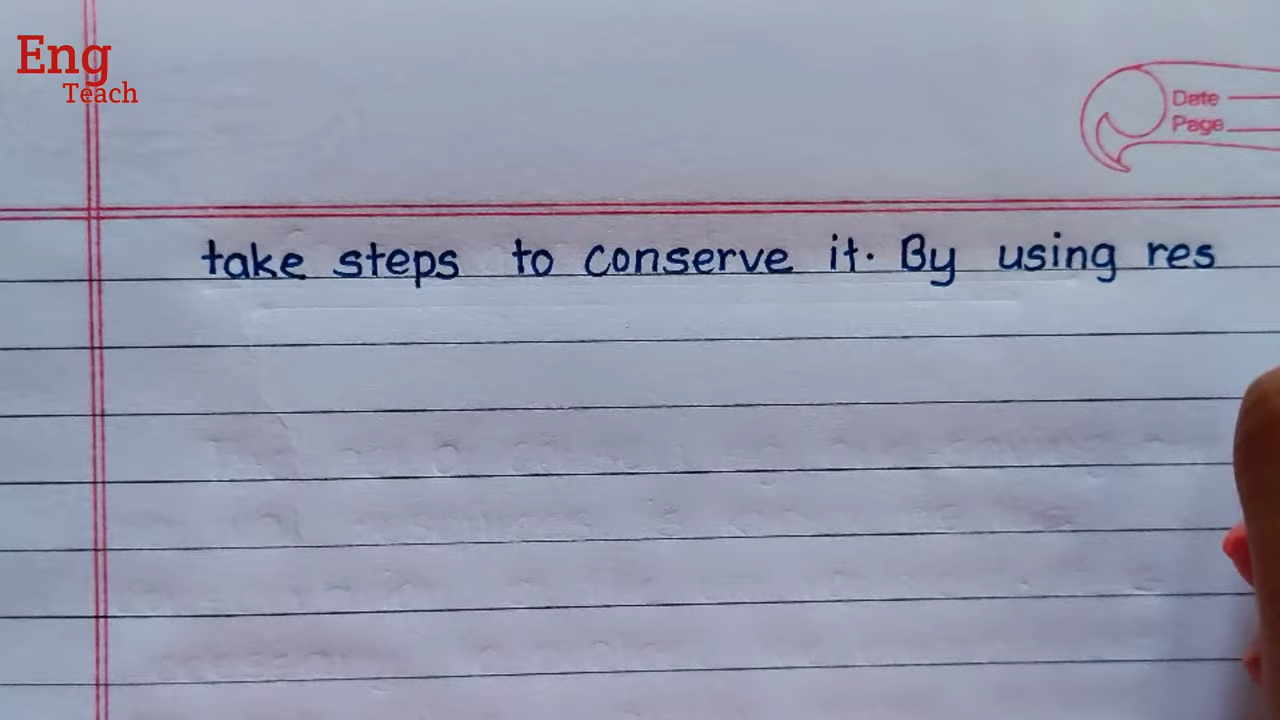 Eng
Teach
Date
Page
take steps to conserve it. By using res